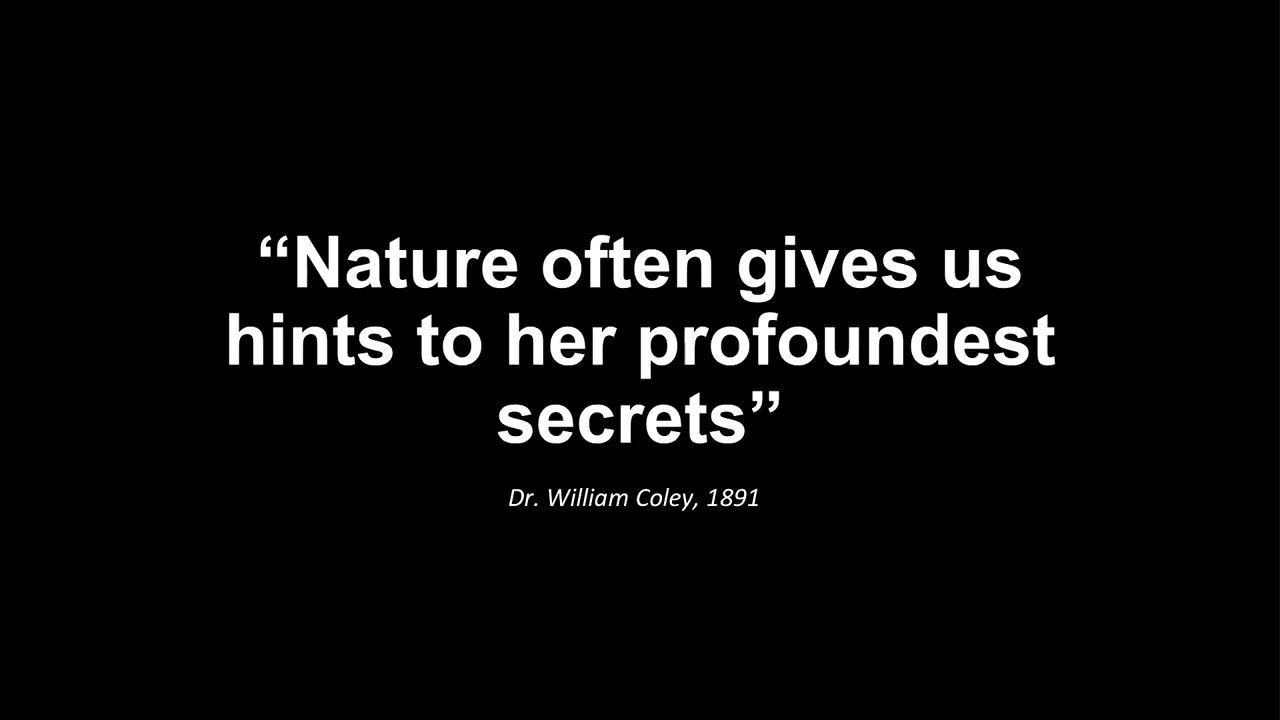 “Nature often gives us
hints to her profoundest
secrets”
Dr. William Coley, 1891